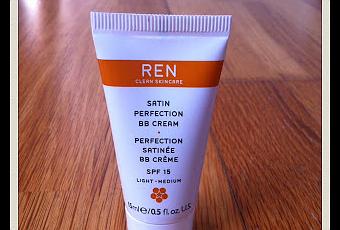 REN
CLEAN SKINCARE
SATIN
PERFECTION
BB CREAM
PERFECTION
SATINÉE
BB CRÈME
SPF 15
LIGHT - MEDIUM
15ml e/0.5 fl. oz. U.S.